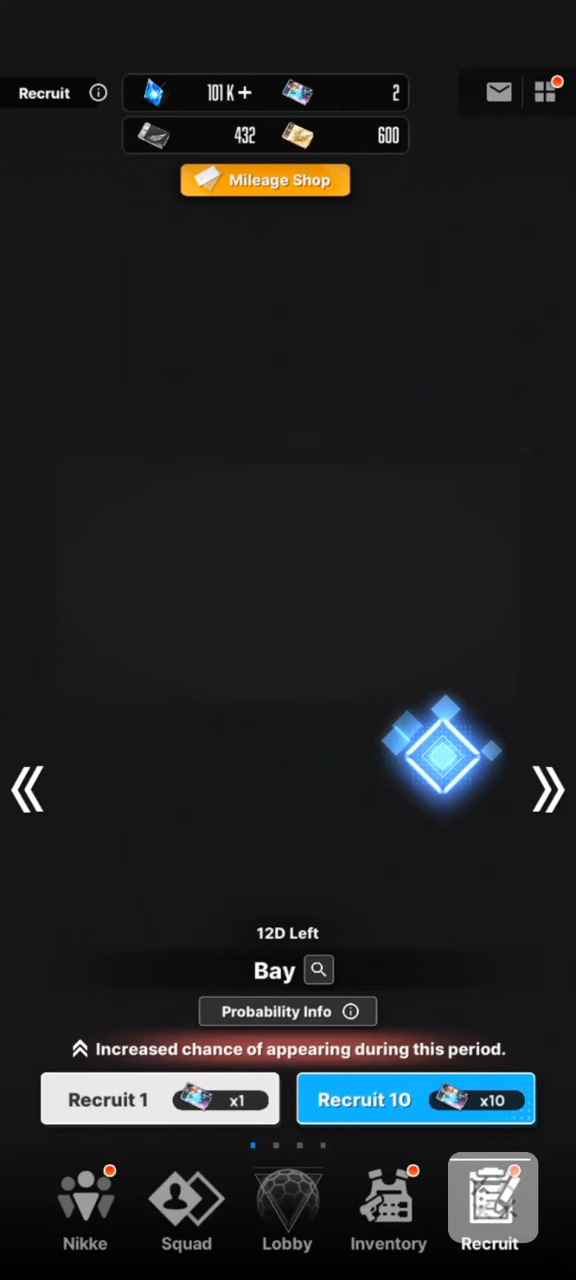 Recruit
101 K+
2
432
600
Mileage Shop
12D Left
Bay
Probability Info
Increased chance of appearing during this period.
Recruit 1 x1
Recruit 10 x10
Nikke
Squad
Lobby
Inventory
Recruit